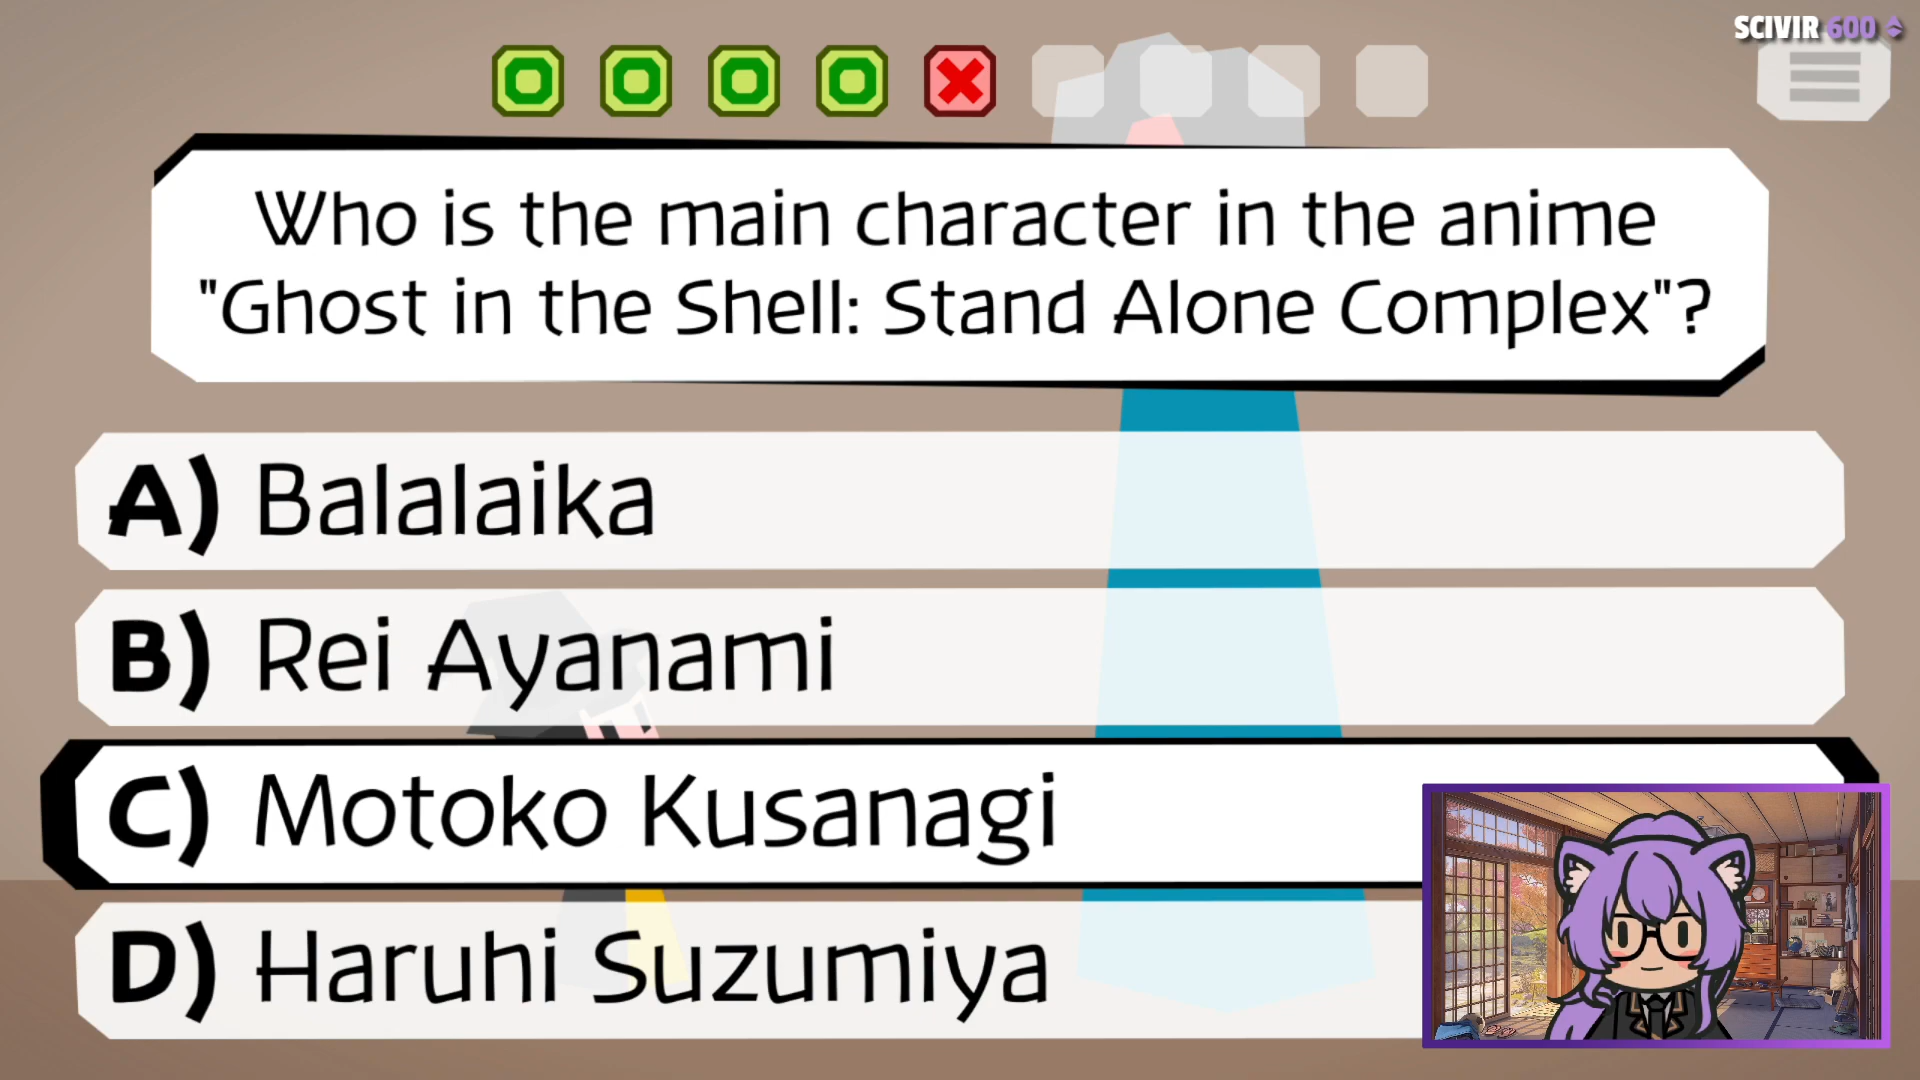 SCIVIR 600
Who is the main character in the anime
"Ghost in the Shell: Stand Alone Complex"?
A) Balalaika
B) Rei Ayanami
C) Motoko Kusanagi
D) Haruhi Suzumiya